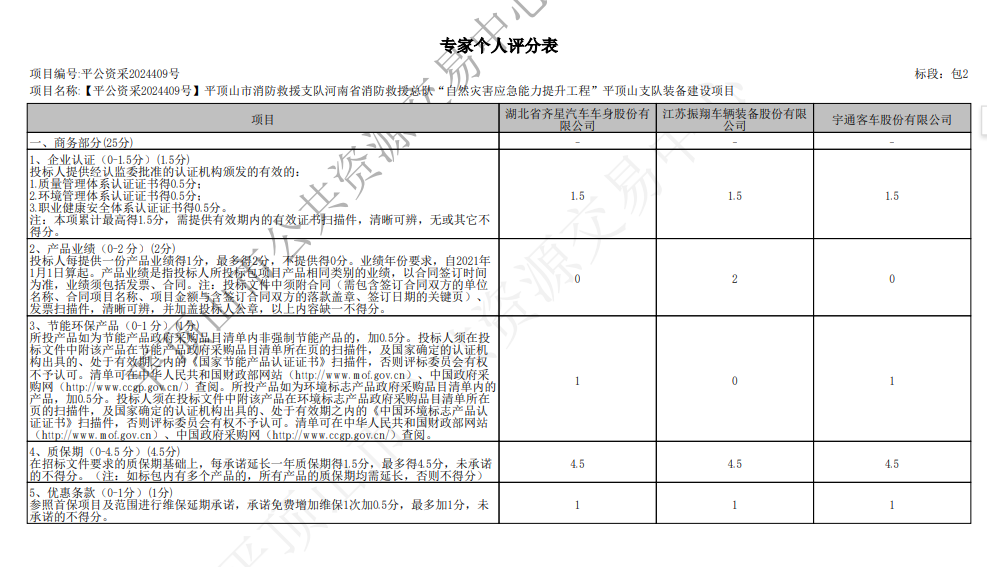 专家个人评分表
项目编号:平公资采2024409号
标段：包2
项目名称:【平公资采2024409号】平顶山市消防救援支队河南省消防救援总队“自然灾害应急能力提升工程”平顶山支队装备建设项目
项目
湖北省齐星汽车车身股份有限公司
江苏振翔车辆装备股份有限公司
宇通客车股份有限公司
一、商务部分(25分)
-
-
-
1、企业认证（0-1.5分）(1.5分)
投标人提供经认监委批准的认证机构颁发的有效的：
1.质量管理体系认证证书得0.5分；
2.环境管理体系认证证书得0.5分；
3.职业健康安全体系认证证书得0.5分。
注：本项累计最高得1.5分，需提供有效期内的有效证书扫描件，清晰可辨，无或其它不
得分。
1.5
1.5
1.5
2、产品业绩（0-2 分）(2分)
投标人每提供一份产品业绩得1分，最多得2分，不提供得0分。业绩年份要求，自2021年
1月1日算起。产品业绩是指投标人所投标包项目产品相同类别的业绩，以合同签订时间
为准，业绩须包括发票、合同。注：投标文件中须附合同（需包含签订合同双方的单位
名称、合同项目名称、项目金额与含签订合同双方的落款盖章、签订日期的关键页）、
发票扫描件，清晰可辨，并加盖投标人公章，以上内容缺一不得分。
0
2
0
3、节能环保产品（0-1 分）(1分)
所投产品如为节能产品政府采购品目清单内非强制节能产品的，加0.5分。投标人须在投
标文件中附该产品在节能产品政府采购品目清单所在页的扫描件，及国家确定的认证机
构出具的、处于有效期之内的《国家节能产品认证证书》扫描件，否则评标委员会有权
不予认可。清单可在中华人民共和国财政部网站（http://www.mof.gov.cn）、中国政府采
购网（http://www.ccgp.gov.cn/）查阅。所投产品如为环境标志产品政府采购品目清单内的
产品，加0.5分。投标人须在投标文件中附该产品在环境标志产品政府采购品目清单所在
页的扫描件，及国家确定的认证机构出具的、处于有效期之内的《中国环境标志产品认
证证书》扫描件，否则评标委员会有权不予认可。清单可在中华人民共和国财政部网站
（http://www.mof.gov.cn）、中国政府采购网（http://www.ccgp.gov.cn/）查阅。
1
0
1
4、质保期（0-4.5 分）(4.5分)
在招标文件要求的质保期基础上，每承诺延长一年质保期得1.5分，最多得4.5分，未承诺
的不得分。（注：如标包内有多个产品的，所有产品的质保期均需延长，否则不得分）
4.5
4.5
4.5
5、优惠条款（0-1分）(1分)
参照首保项目及范围进行维保延期承诺，承诺免费增加维保1次加0.5分，最多加1分，未
承诺的不得分。
1
1
1
平顶山市公共资源交易中心